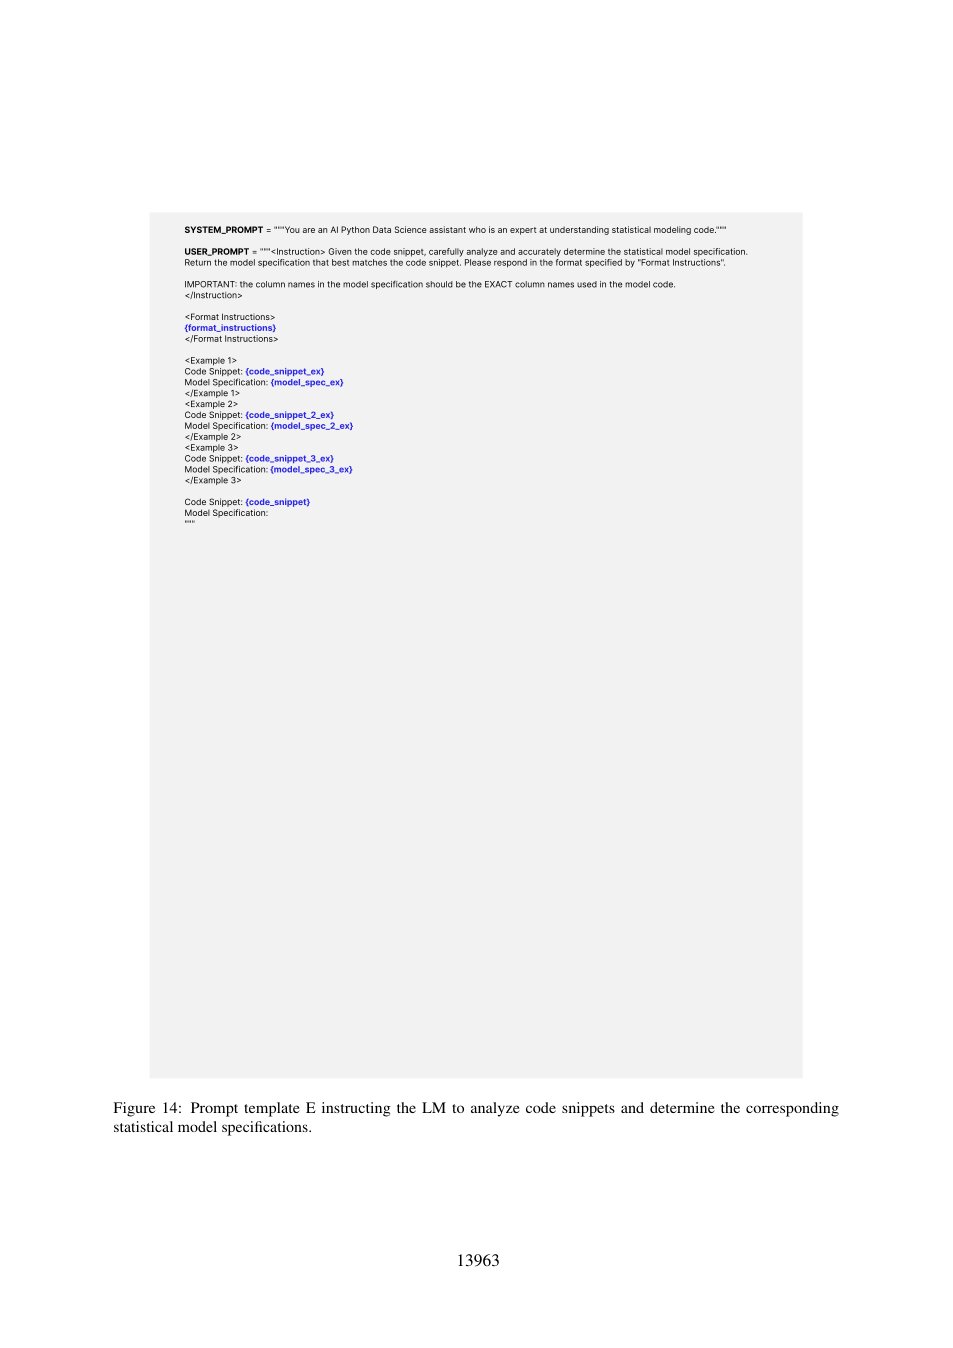 SYSTEM_PROMPT = """You are an AI Python Data Science assistant who is an expert at understanding statistical modeling code."""
USER_PROMPT = """<Instruction> Given the code snippet, carefully analyze and accurately determine the statistical model specification.
Return the model specification that best matches the code snippet. Please respond in the format specified by "Format Instructions".
IMPORTANT: the column names in the model specification should be the EXACT column names used in the model code.
</Instruction>
<Format Instructions>
{format_instructions}
</Format Instructions>
<Example 1>
Code Snippet: {code_snippet_ex}
Model Specification: {model_spec_ex}
</Example 1>
<Example 2>
Code Snippet: {code_snippet_2_ex}
Model Specification: {model_spec_2_ex}
</Example 2>
<Example 3>
Code Snippet: {code_snippet_3_ex}
Model Specification: {model_spec_3_ex}
</Example 3>
Code Snippet: {code_snippet}
Model Specification:
"""
Figure 14: Prompt template E instructing the LM to analyze code snippets and determine the corresponding
statistical model specifications.
13963